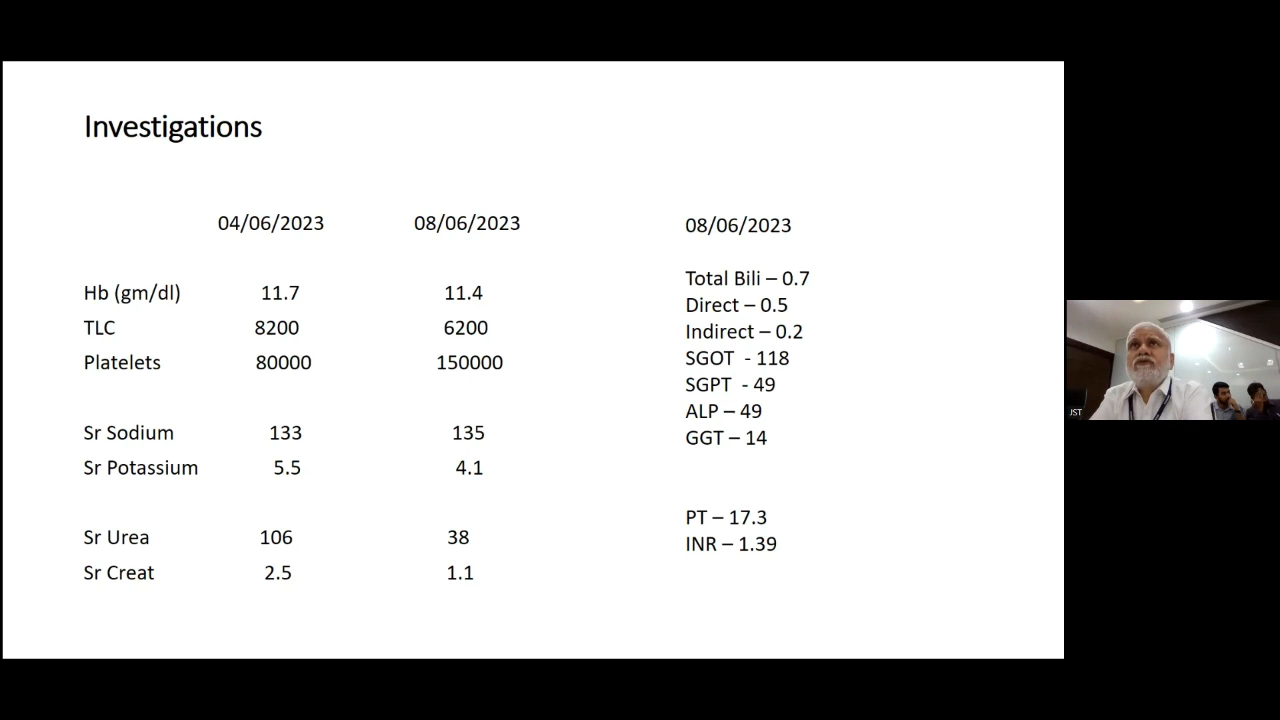 Investigations
04/06/2023 08/06/2023
Hb (gm/dl) 11.7 11.4
TLC 8200 6200
Platelets 80000 150000
Sr Sodium 133 135
Sr Potassium 5.5 4.1
Sr Urea 106 38
Sr Creat 2.5 1.1
08/06/2023
Total Bili – 0.7
Direct – 0.5
Indirect – 0.2
SGOT - 118
SGPT - 49
ALP – 49
GGT – 14
PT – 17.3
INR – 1.39
JST